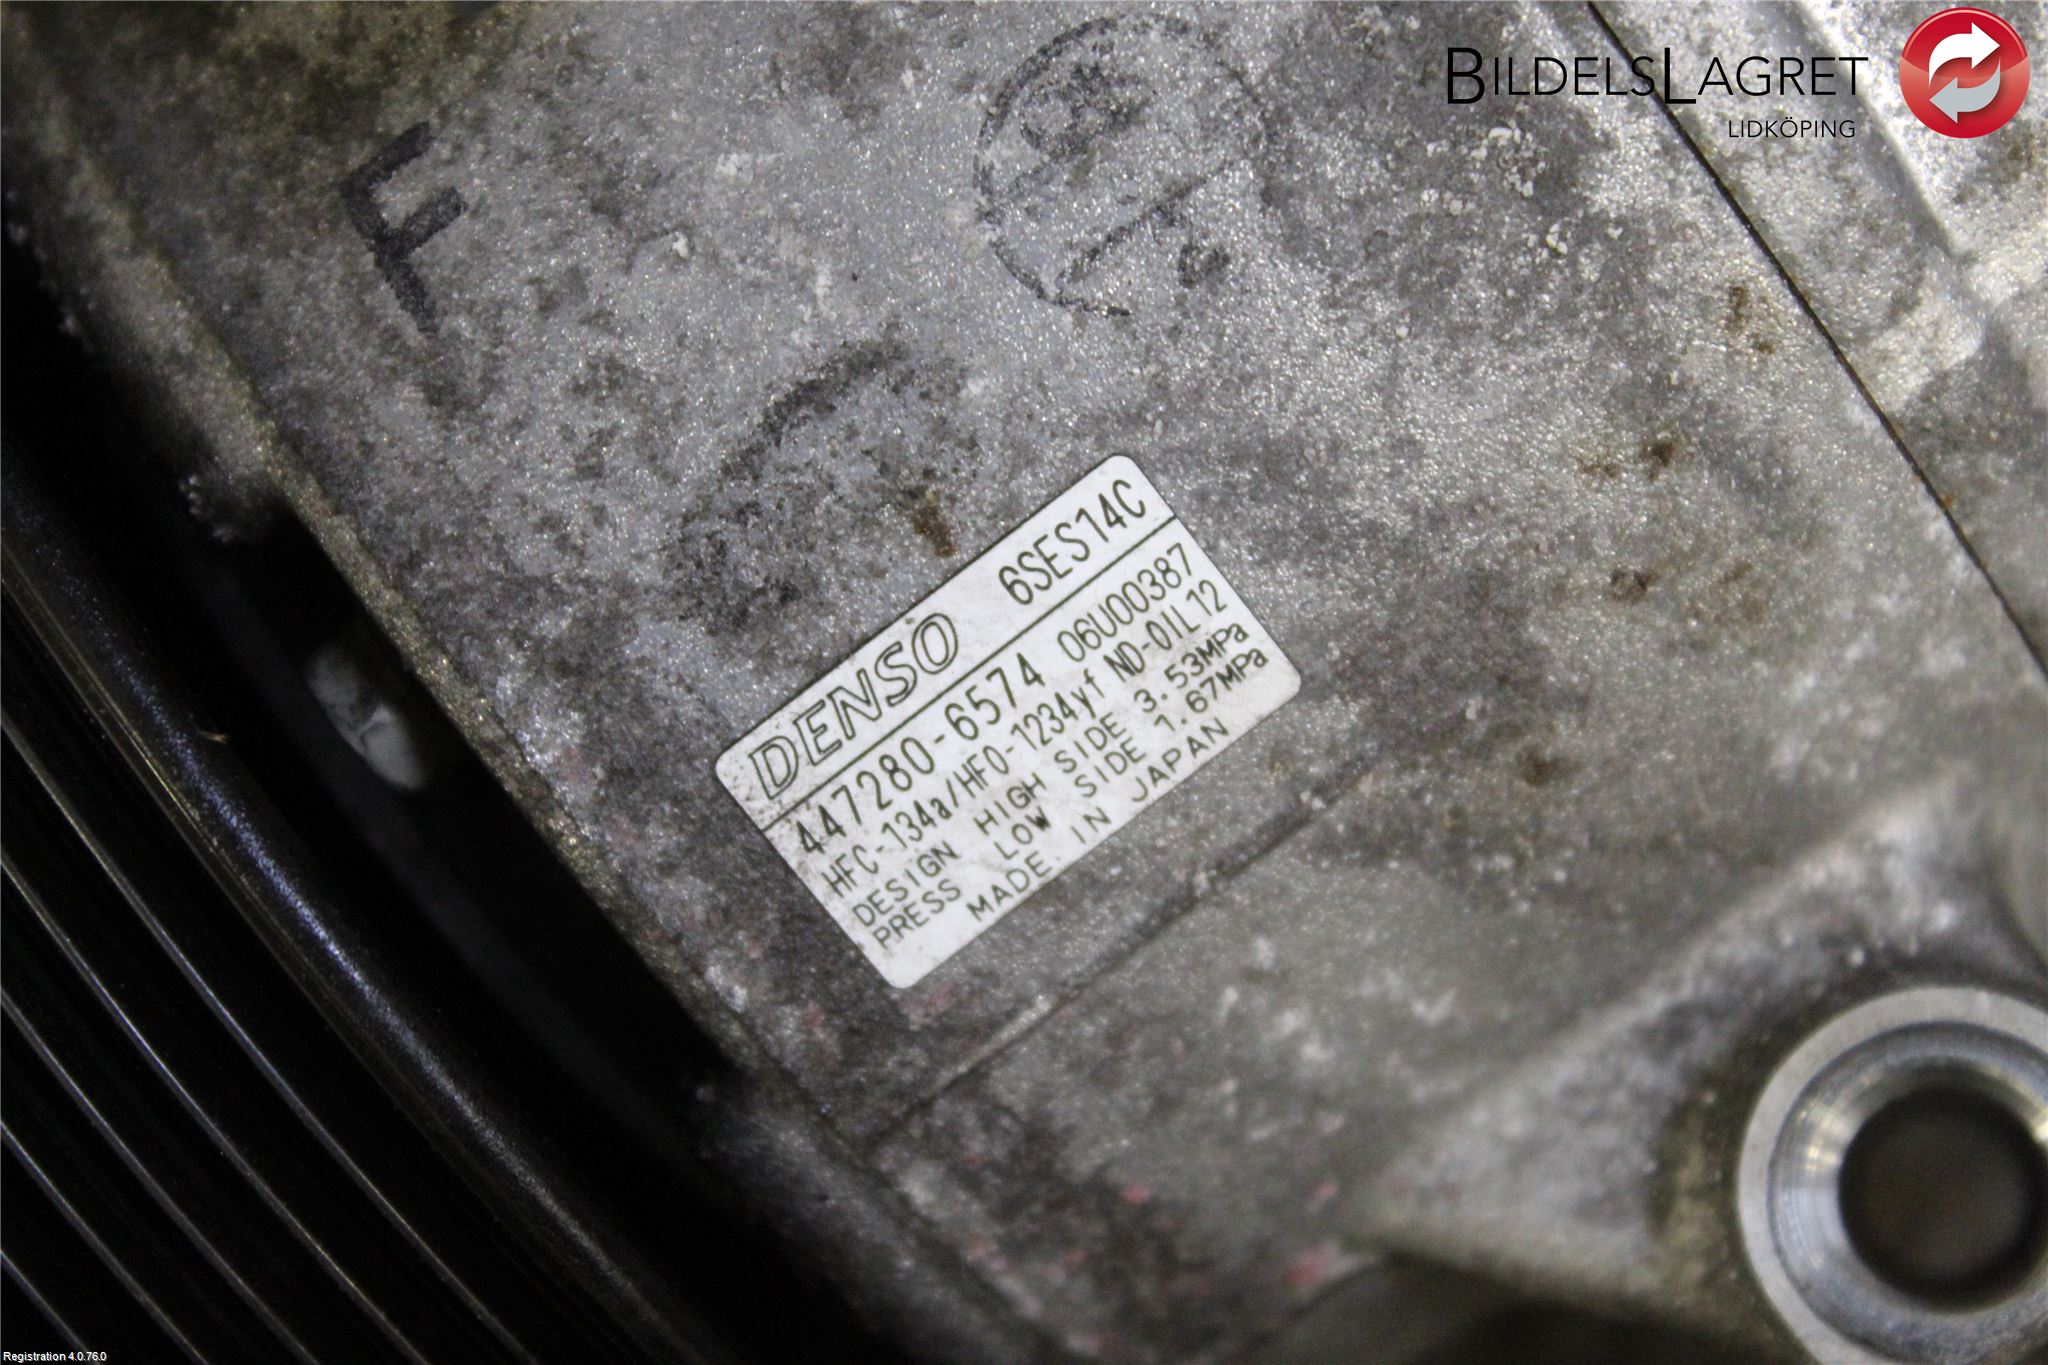 BILDELSLAGRET
LIDKÖPING
F
DENSO 6SES14C
447280-6574 06U00387
HFC-134a/HFO-1234yf ND-OIL12
DESIGN HIGH SIDE 3.53MPa
PRESS LOW SIDE 1.67MPa
MADE IN JAPAN
Registration 4.0.76.0